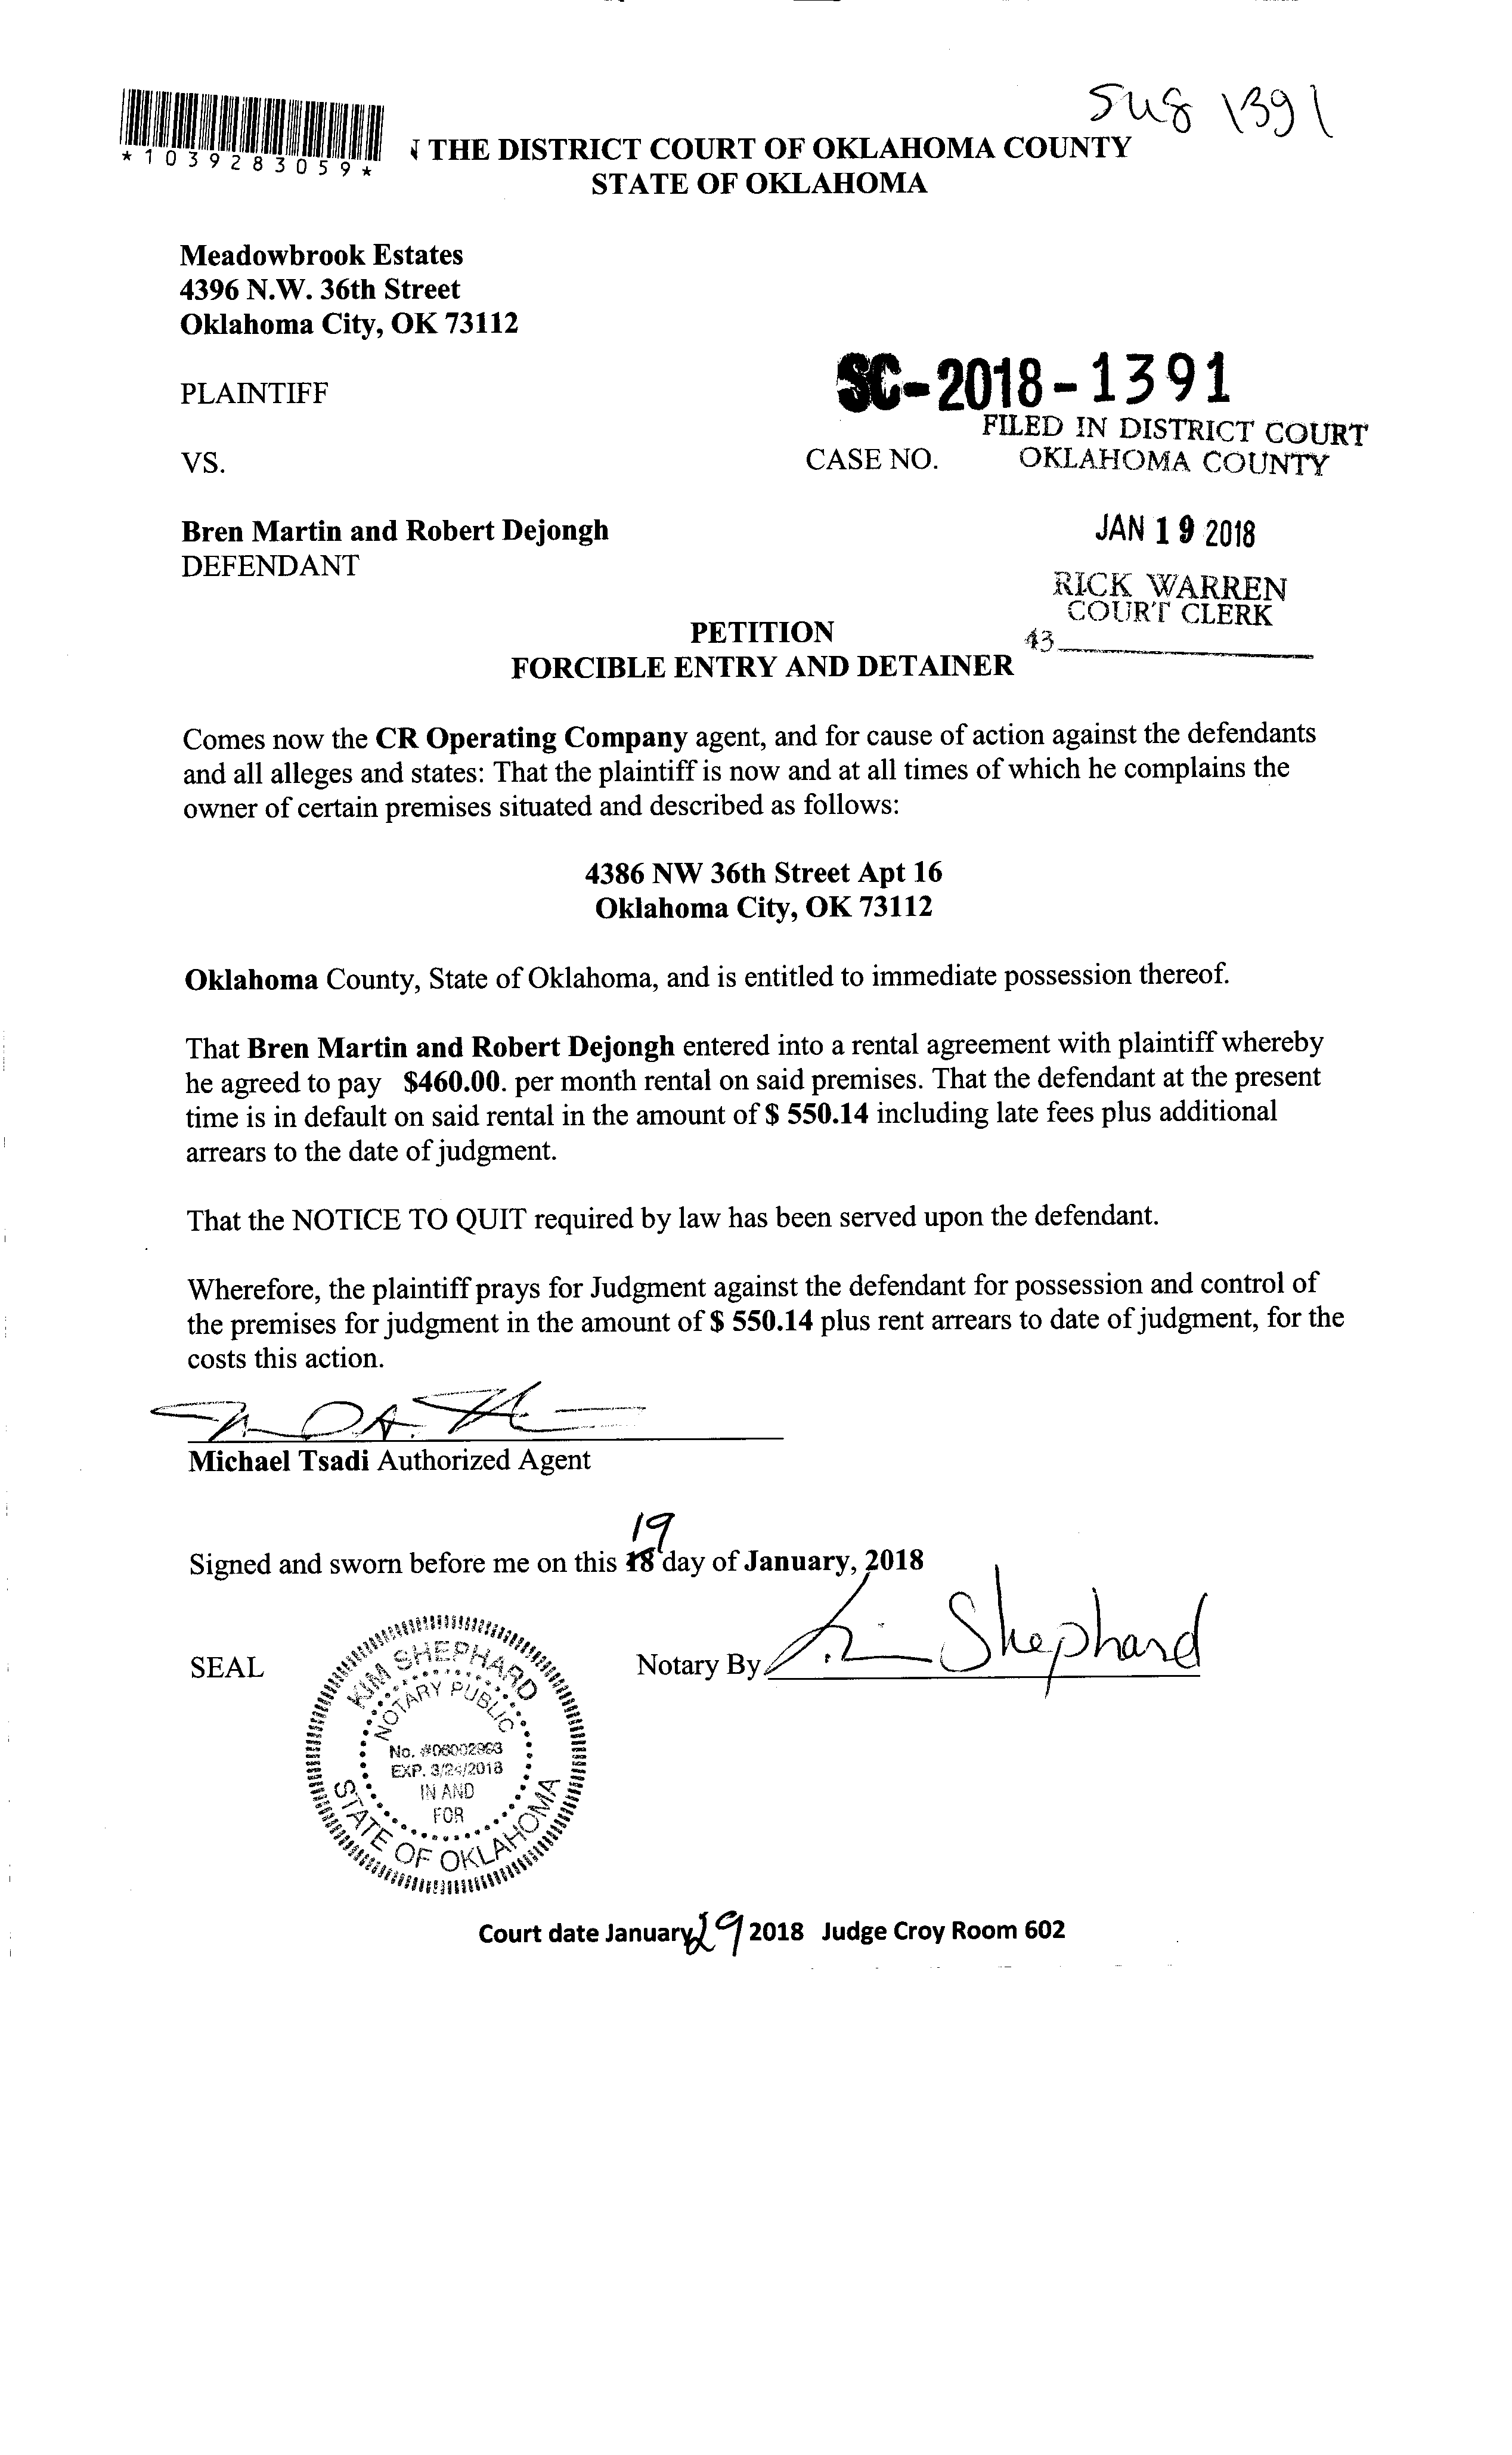 SM8 1391
*1039283059*
THE DISTRICT COURT OF OKLAHOMA COUNTY
STATE OF OKLAHOMA
Meadowbrook Estates
4396 N.W. 36th Street
Oklahoma City, OK 73112
PLAINTIFF
SC-2018-1391
FILED IN DISTRICT COURT
VS.
CASE NO.
OKLAHOMA COUNTY
Bren Martin and Robert Dejongh
JAN 19 2018
DEFENDANT
RICK WARREN
COURT CLERK
PETITION
43
FORCIBLE ENTRY AND DETAINER
Comes now the CR Operating Company agent, and for cause of action against the defendants
and all alleges and states: That the plaintiff is now and at all times of which he complains the
owner of certain premises situated and described as follows:
4386 NW 36th Street Apt 16
Oklahoma City, OK 73112
Oklahoma County, State of Oklahoma, and is entitled to immediate possession thereof.
That Bren Martin and Robert Dejongh entered into a rental agreement with plaintiff whereby
he agreed to pay $460.00. per month rental on said premises. That the defendant at the present
time is in default on said rental in the amount of $ 550.14 including late fees plus additional
arrears to the date of judgment.
That the NOTICE TO QUIT required by law has been served upon the defendant.
Wherefore, the plaintiff prays for Judgment against the defendant for possession and control of
the premises for judgment in the amount of $ 550.14 plus rent arrears to date of judgment, for the
costs this action.
Michael Tsadi Authorized Agent
19
Signed and sworn before me on this 18 day of January, 2018
SEAL
Notary By Kim Shephard
KIM SHEPHARD
NOTARY PUBLIC
No. #06002963
EXP. 3/24/2018
IN AND
FOR
STATE OF OKLAHOMA
Court date January 29 2018 Judge Croy Room 602